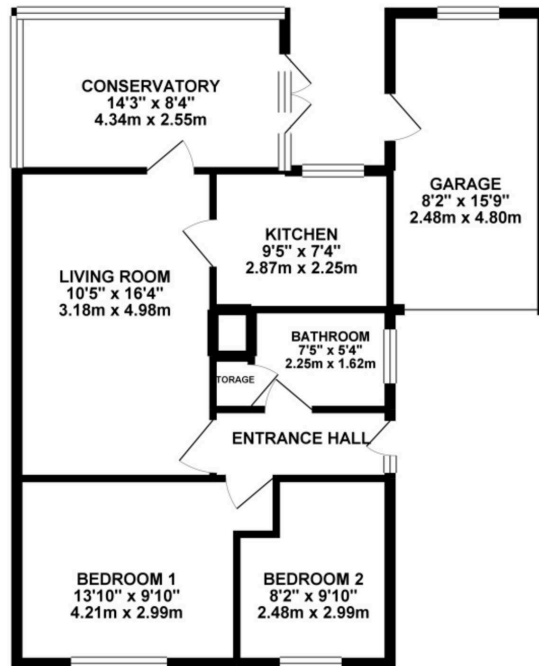 CONSERVATORY
14'3" x 8'4"
4.34m x 2.55m
GARAGE
8'2" x 15'9"
2.48m x 4.80m
KITCHEN
9'5" x 7'4"
2.87m x 2.25m
LIVING ROOM
10'5" x 16'4"
3.18m x 4.98m
BATHROOM
7'5" x 5'4"
2.25m x 1.62m
TORAGE
ENTRANCE HALL
BEDROOM 1
13'10" x 9'10"
4.21m x 2.99m
BEDROOM 2
8'2" x 9'10"
2.48m x 2.99m